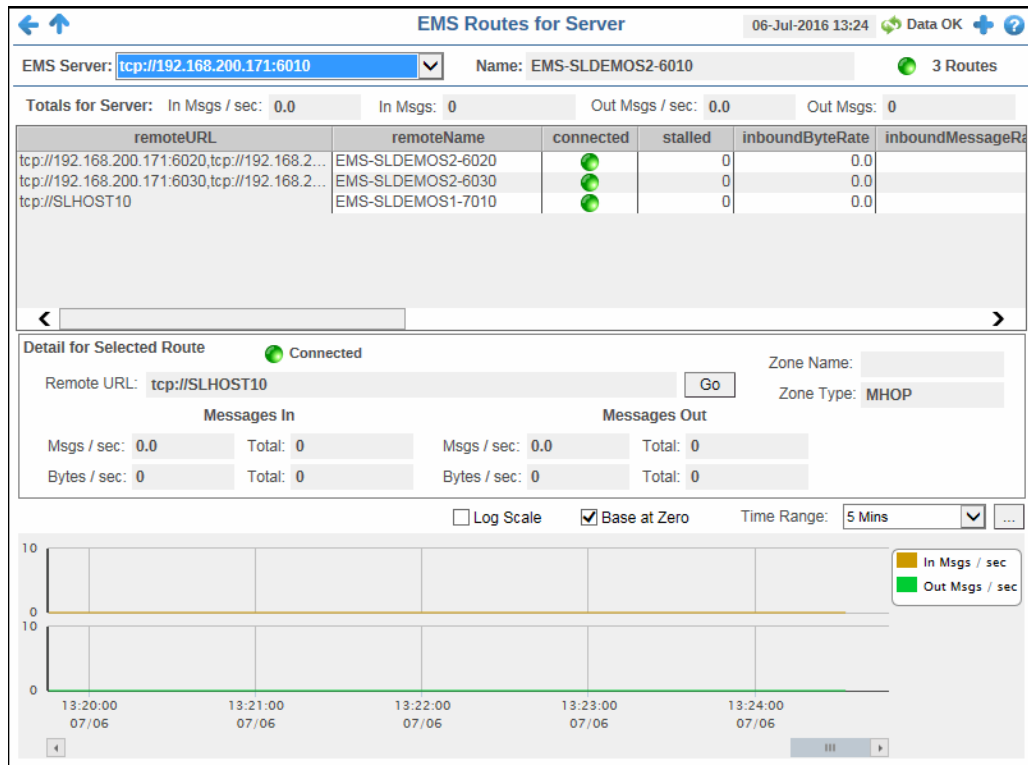 EMS Routes for Server 06-Jul-2016 13:24 Data OK
EMS Server: tcp://192.168.200.171:6010 Name: EMS-SLDEMOS2-6010 3 Routes
Totals for Server: In Msgs / sec: 0.0 In Msgs: 0 Out Msgs / sec: 0.0 Out Msgs: 0
remoteURL remoteName connected stalled inboundByteRate inboundMessageRa
tcp://192.168.200.171:6020,tcp://192.168.2... EMS-SLDEMOS2-6020 0 0.0
tcp://192.168.200.171:6030,tcp://192.168.2... EMS-SLDEMOS2-6030 0 0.0
tcp://SLHOST10 EMS-SLDEMOS1-7010 0 0.0
Detail for Selected Route Connected
Zone Name:
Remote URL: tcp://SLHOST10 Go
Zone Type: MHOP
Messages In Messages Out
Msgs / sec: 0.0 Total: 0 Msgs / sec: 0.0 Total: 0
Bytes / sec: 0 Total: 0 Bytes / sec: 0 Total: 0
Log Scale Base at Zero Time Range: 5 Mins ...
10
In Msgs / sec
Out Msgs / sec
0
10
0
13:20:00 13:21:00 13:22:00 13:23:00 13:24:00
07/06 07/06 07/06 07/06 07/06